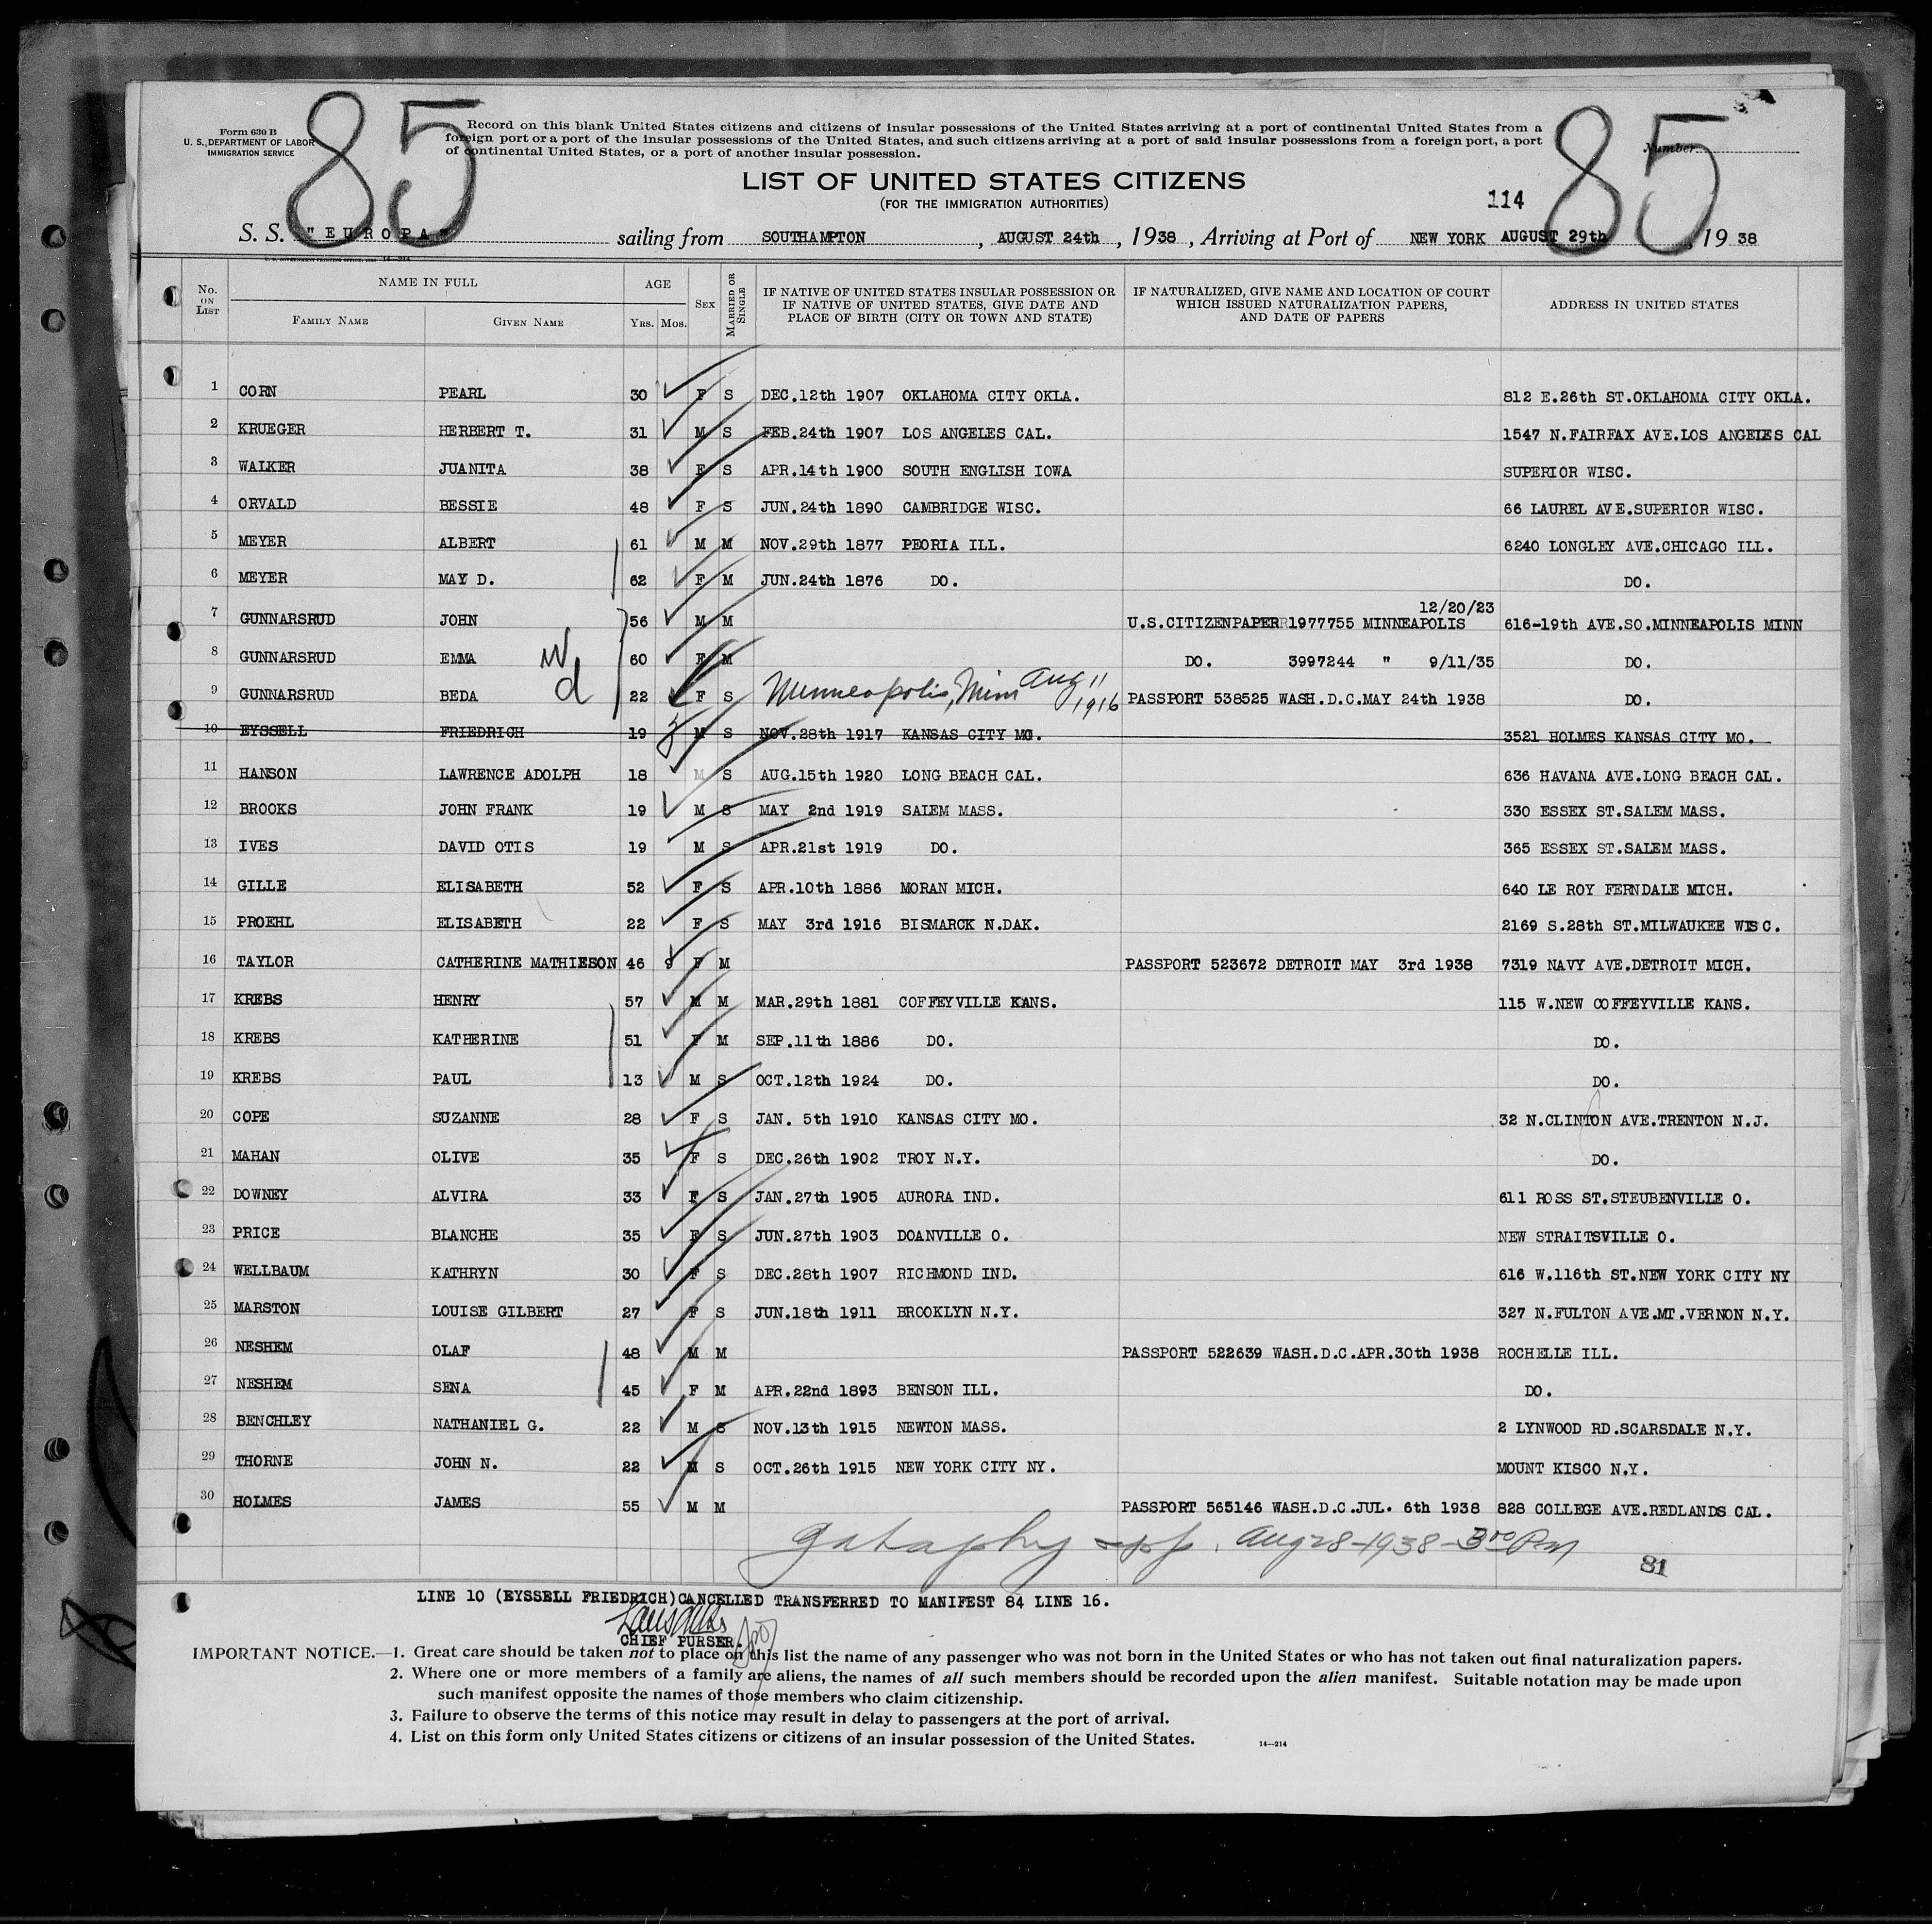 85
85
Form 630 B
U. S. DEPARTMENT OF LABOR
IMMIGRATION SERVICE
Record on this blank United States citizens and citizens of insular possessions of the United States arriving at a port of continental United States from a
foreign port or a port of the insular possessions of the United States, and such citizens arriving at a port of said insular possessions from a foreign port, a port
of continental United States, or a port of another insular possession.
Number
LIST OF UNITED STATES CITIZENS
(FOR THE IMMIGRATION AUTHORITIES)
114
S. S. "EUROPA" sailing from SOUTHAMPTON, AUGUST 24th, 1938, Arriving at Port of NEW YORK AUGUST 29th, 1938
14—214
No. ON LIST
NAME IN FULL
FAMILY NAME GIVEN NAME
AGE
YRS. MOS.
SEX
MARRIED OR SINGLE
IF NATIVE OF UNITED STATES INSULAR POSSESSION OR
IF NATIVE OF UNITED STATES, GIVE DATE AND
PLACE OF BIRTH (CITY OR TOWN AND STATE)
IF NATURALIZED, GIVE NAME AND LOCATION OF COURT
WHICH ISSUED NATURALIZATION PAPERS,
AND DATE OF PAPERS
ADDRESS IN UNITED STATES
1 CORN PEARL 30 F S DEC.12th 1907 OKLAHOMA CITY OKLA. 812 E.26th ST.OKLAHOMA CITY OKLA.
2 KRUEGER HERBERT T. 31 M S FEB.24th 1907 LOS ANGELES CAL. 1547 N.FAIRFAX AVE.LOS ANGELES CAL
3 WALKER JUANITA 38 F S APR.14th 1900 SOUTH ENGLISH IOWA SUPERIOR WISC.
4 ORVALD BESSIE 48 F S JUN.24th 1890 CAMBRIDGE WISC. 66 LAUREL AVE.SUPERIOR WISC.
5 MEYER ALBERT 61 M M NOV.29th 1877 PEORIA ILL. 6240 LONGLEY AVE.CHICAGO ILL.
6 MEYER MAY D. 62 F M JUN.24th 1876 DO. DO.
12/20/23
7 GUNNARSRUD JOHN 56 M M U.S.CITIZENPAPER 1977755 MINNEAPOLIS 616-19th AVE.SO.MINNEAPOLIS MINN
8 GUNNARSRUD EMMA 60 F M DO. 3997244 " 9/11/35 DO.
9 GUNNARSRUD BEDA 22 F S Minneapolis, Minn Aug 11 1916 PASSPORT 538525 WASH.D.C.MAY 24th 1938 DO.
10 EYSSELL FRIEDRICH 19 M S NOV.28th 1917 KANSAS CITY MO. 3521 HOLMES KANSAS CITY MO.
11 HANSON LAWRENCE ADOLPH 18 M S AUG.15th 1920 LONG BEACH CAL. 636 HAVANA AVE.LONG BEACH CAL.
12 BROOKS JOHN FRANK 19 M S MAY 2nd 1919 SALEM MASS. 330 ESSEX ST.SALEM MASS.
13 IVES DAVID OTIS 19 M S APR.21st 1919 DO. 365 ESSEX ST.SALEM MASS.
14 GILLE ELISABETH 52 F S APR.10th 1886 MORAN MICH. 640 LE ROY FERNDALE MICH.
15 PROEHL ELISABETH 22 F S MAY 3rd 1916 BISMARCK N.DAK. 2169 S.28th ST.MILWAUKEE WISC.
16 TAYLOR CATHERINE MATHIESON 46 9 F M PASSPORT 523672 DETROIT MAY 3rd 1938 7319 NAVY AVE.DETROIT MICH.
17 KREBS HENRY 57 M M MAR.29th 1881 COFFEYVILLE KANS. 115 W.NEW COFFEYVILLE KANS.
18 KREBS KATHERINE 51 F M SEP.11th 1886 DO. DO.
19 KREBS PAUL 13 M S OCT.12th 1924 DO. DO.
20 COPE SUZANNE 28 F S JAN. 5th 1910 KANSAS CITY MO. 32 N.CLINTON AVE.TRENTON N.J.
21 MAHAN OLIVE 35 F S DEC.26th 1902 TROY N.Y. DO.
22 DOWNEY ALVIRA 33 F S JAN.27th 1905 AURORA IND. 611 ROSS ST.STEUBENVILLE O.
23 PRICE BLANCHE 35 F S JUN.27th 1903 DOANVILLE O. NEW STRAITSVILLE O.
24 WELLBAUM KATHRYN 30 F S DEC.28th 1907 RICHMOND IND. 616 W.116th ST.NEW YORK CITY NY
25 MARSTON LOUISE GILBERT 27 F S JUN.18th 1911 BROOKLYN N.Y. 327 N.FULTON AVE.MT.VERNON N.Y.
26 NESHEM OLAF 48 M M PASSPORT 522639 WASH.D.C.APR.30th 1938 ROCHELLE ILL.
27 NESHEM SENA 45 F M APR.22nd 1893 BENSON ILL. DO.
28 BENCHLEY NATHANIEL G. 22 M S NOV.13th 1915 NEWTON MASS. 2 LYNWOOD RD.SCARSDALE N.Y.
29 THORNE JOHN N. 22 M S OCT.26th 1915 NEW YORK CITY NY. MOUNT KISCO N.Y.
30 HOLMES JAMES 55 M M PASSPORT 565146 WASH.D.C.JUL. 6th 1938 828 COLLEGE AVE.REDLANDS CAL.
Aug 28-1938-3 00 PM
81
LINE 10 (EYSSELL FRIEDRICH)CANCELLED TRANSFERRED TO MANIFEST 84 LINE 16.
CHIEF PURSER.
IMPORTANT NOTICE.—1. Great care should be taken not to place on this list the name of any passenger who was not born in the United States or who has not taken out final naturalization papers.
2. Where one or more members of a family are aliens, the names of all such members should be recorded upon the alien manifest. Suitable notation may be made upon
such manifest opposite the names of those members who claim citizenship.
3. Failure to observe the terms of this notice may result in delay to passengers at the port of arrival.
4. List on this form only United States citizens or citizens of an insular possession of the United States.
14—214